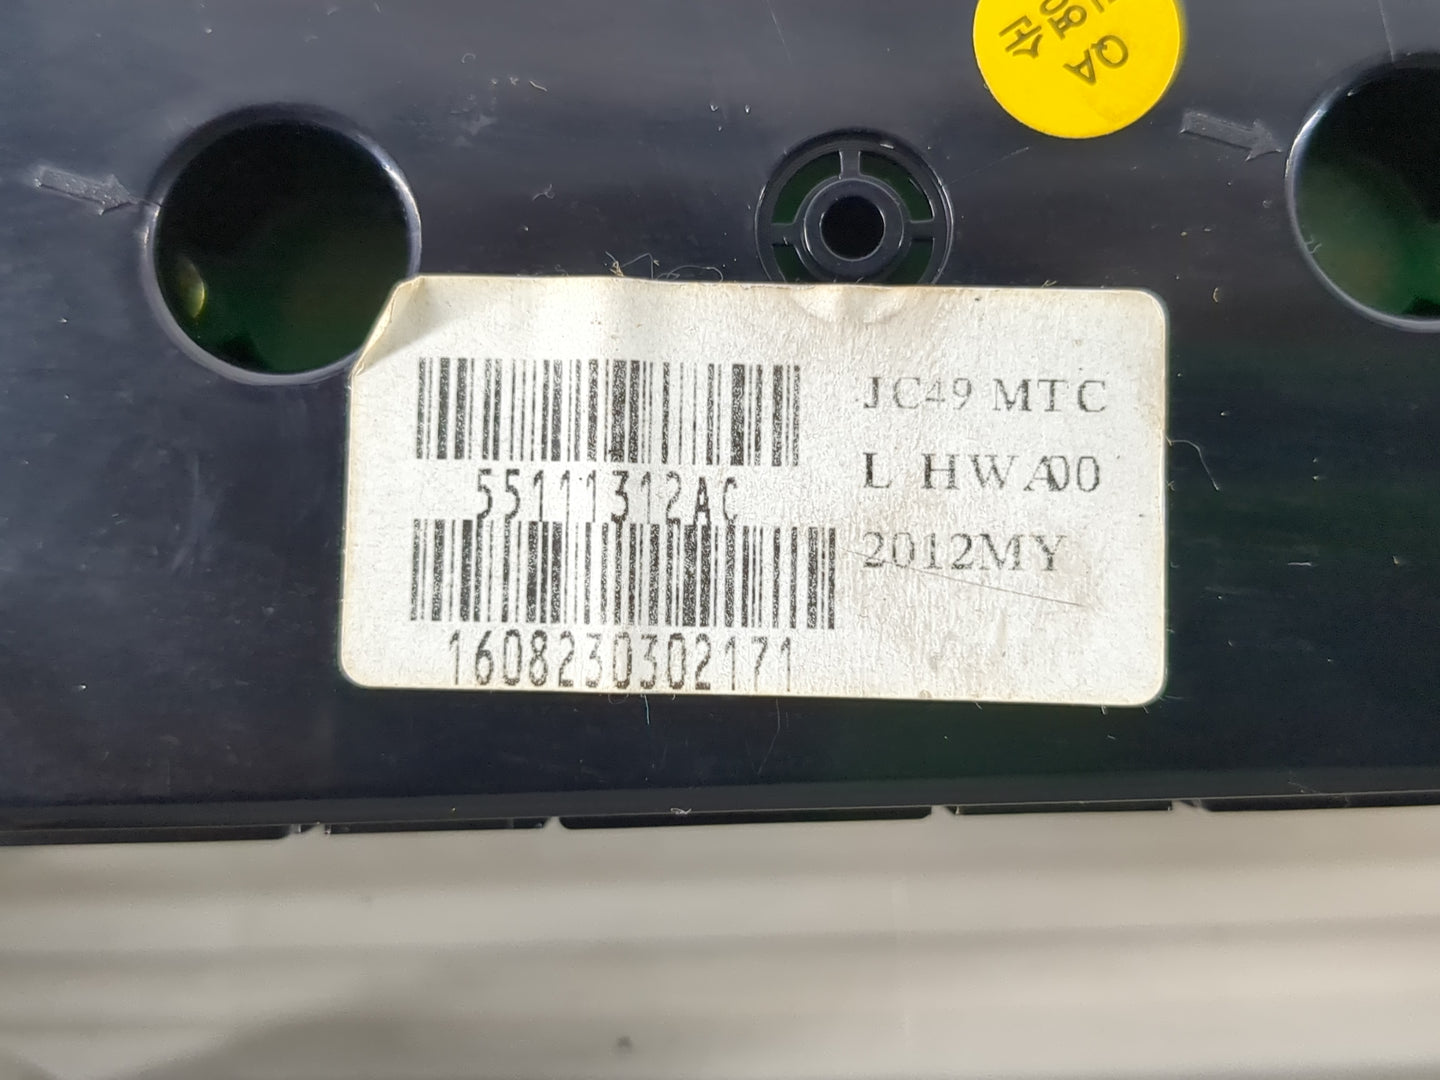 QA
JC49 MTC
L HWA00
2012MY
55111312AC
1608230302171